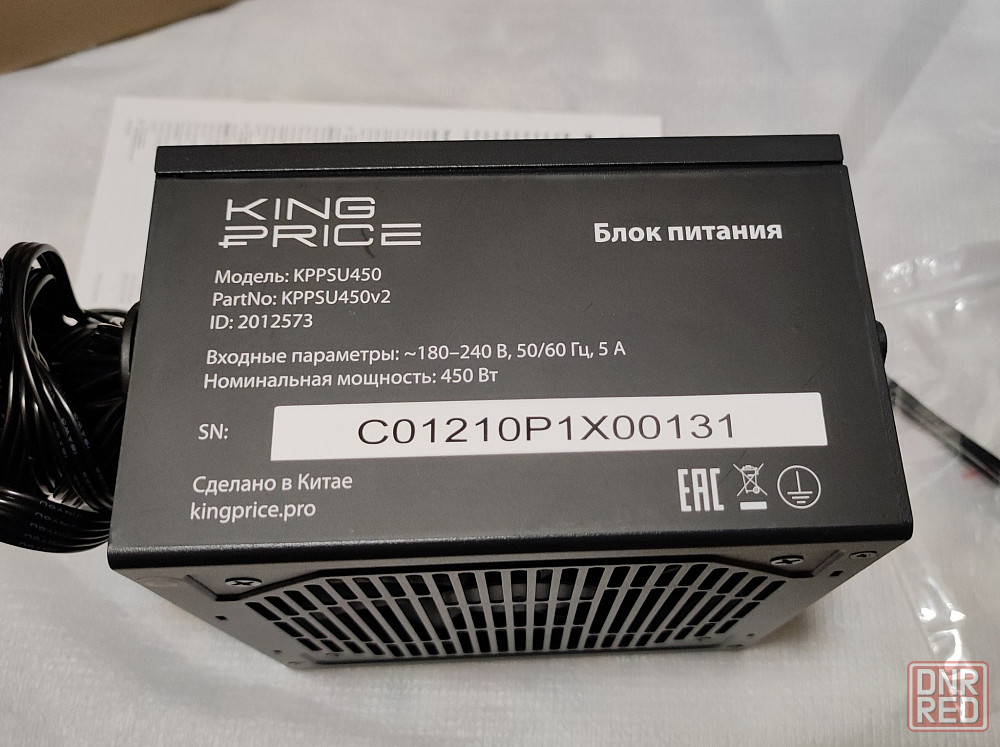 KING
PRICE
Блок питания
Модель: KPPSU450
PartNo: KPPSU450v2
ID: 2012573
Входные параметры: ~180–240 В, 50/60 Гц, 5 А
Номинальная мощность: 450 Вт
SN: C01210P1X00131
Сделано в Китае
kingprice.pro
EAC
DNR
RED